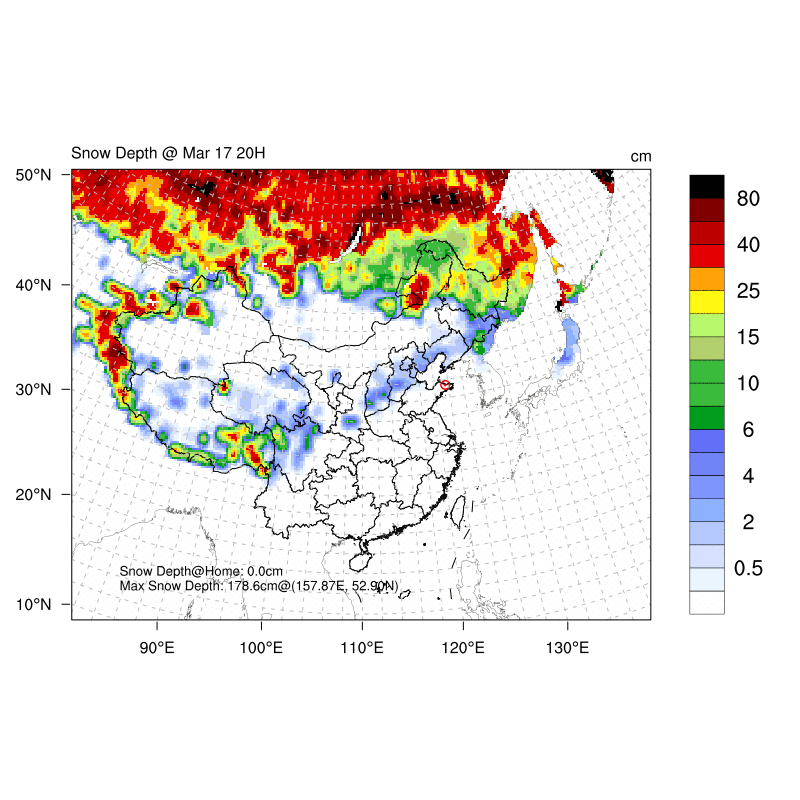 Snow Depth @ Mar 17 20H
cm
50°N
40°N
30°N
20°N
10°N
90°E
100°E
110°E
120°E
130°E
80
40
25
15
10
6
4
2
0.5
Snow Depth@Home: 0.0cm
Max Snow Depth: 178.6cm@(157.87E, 52.90N)